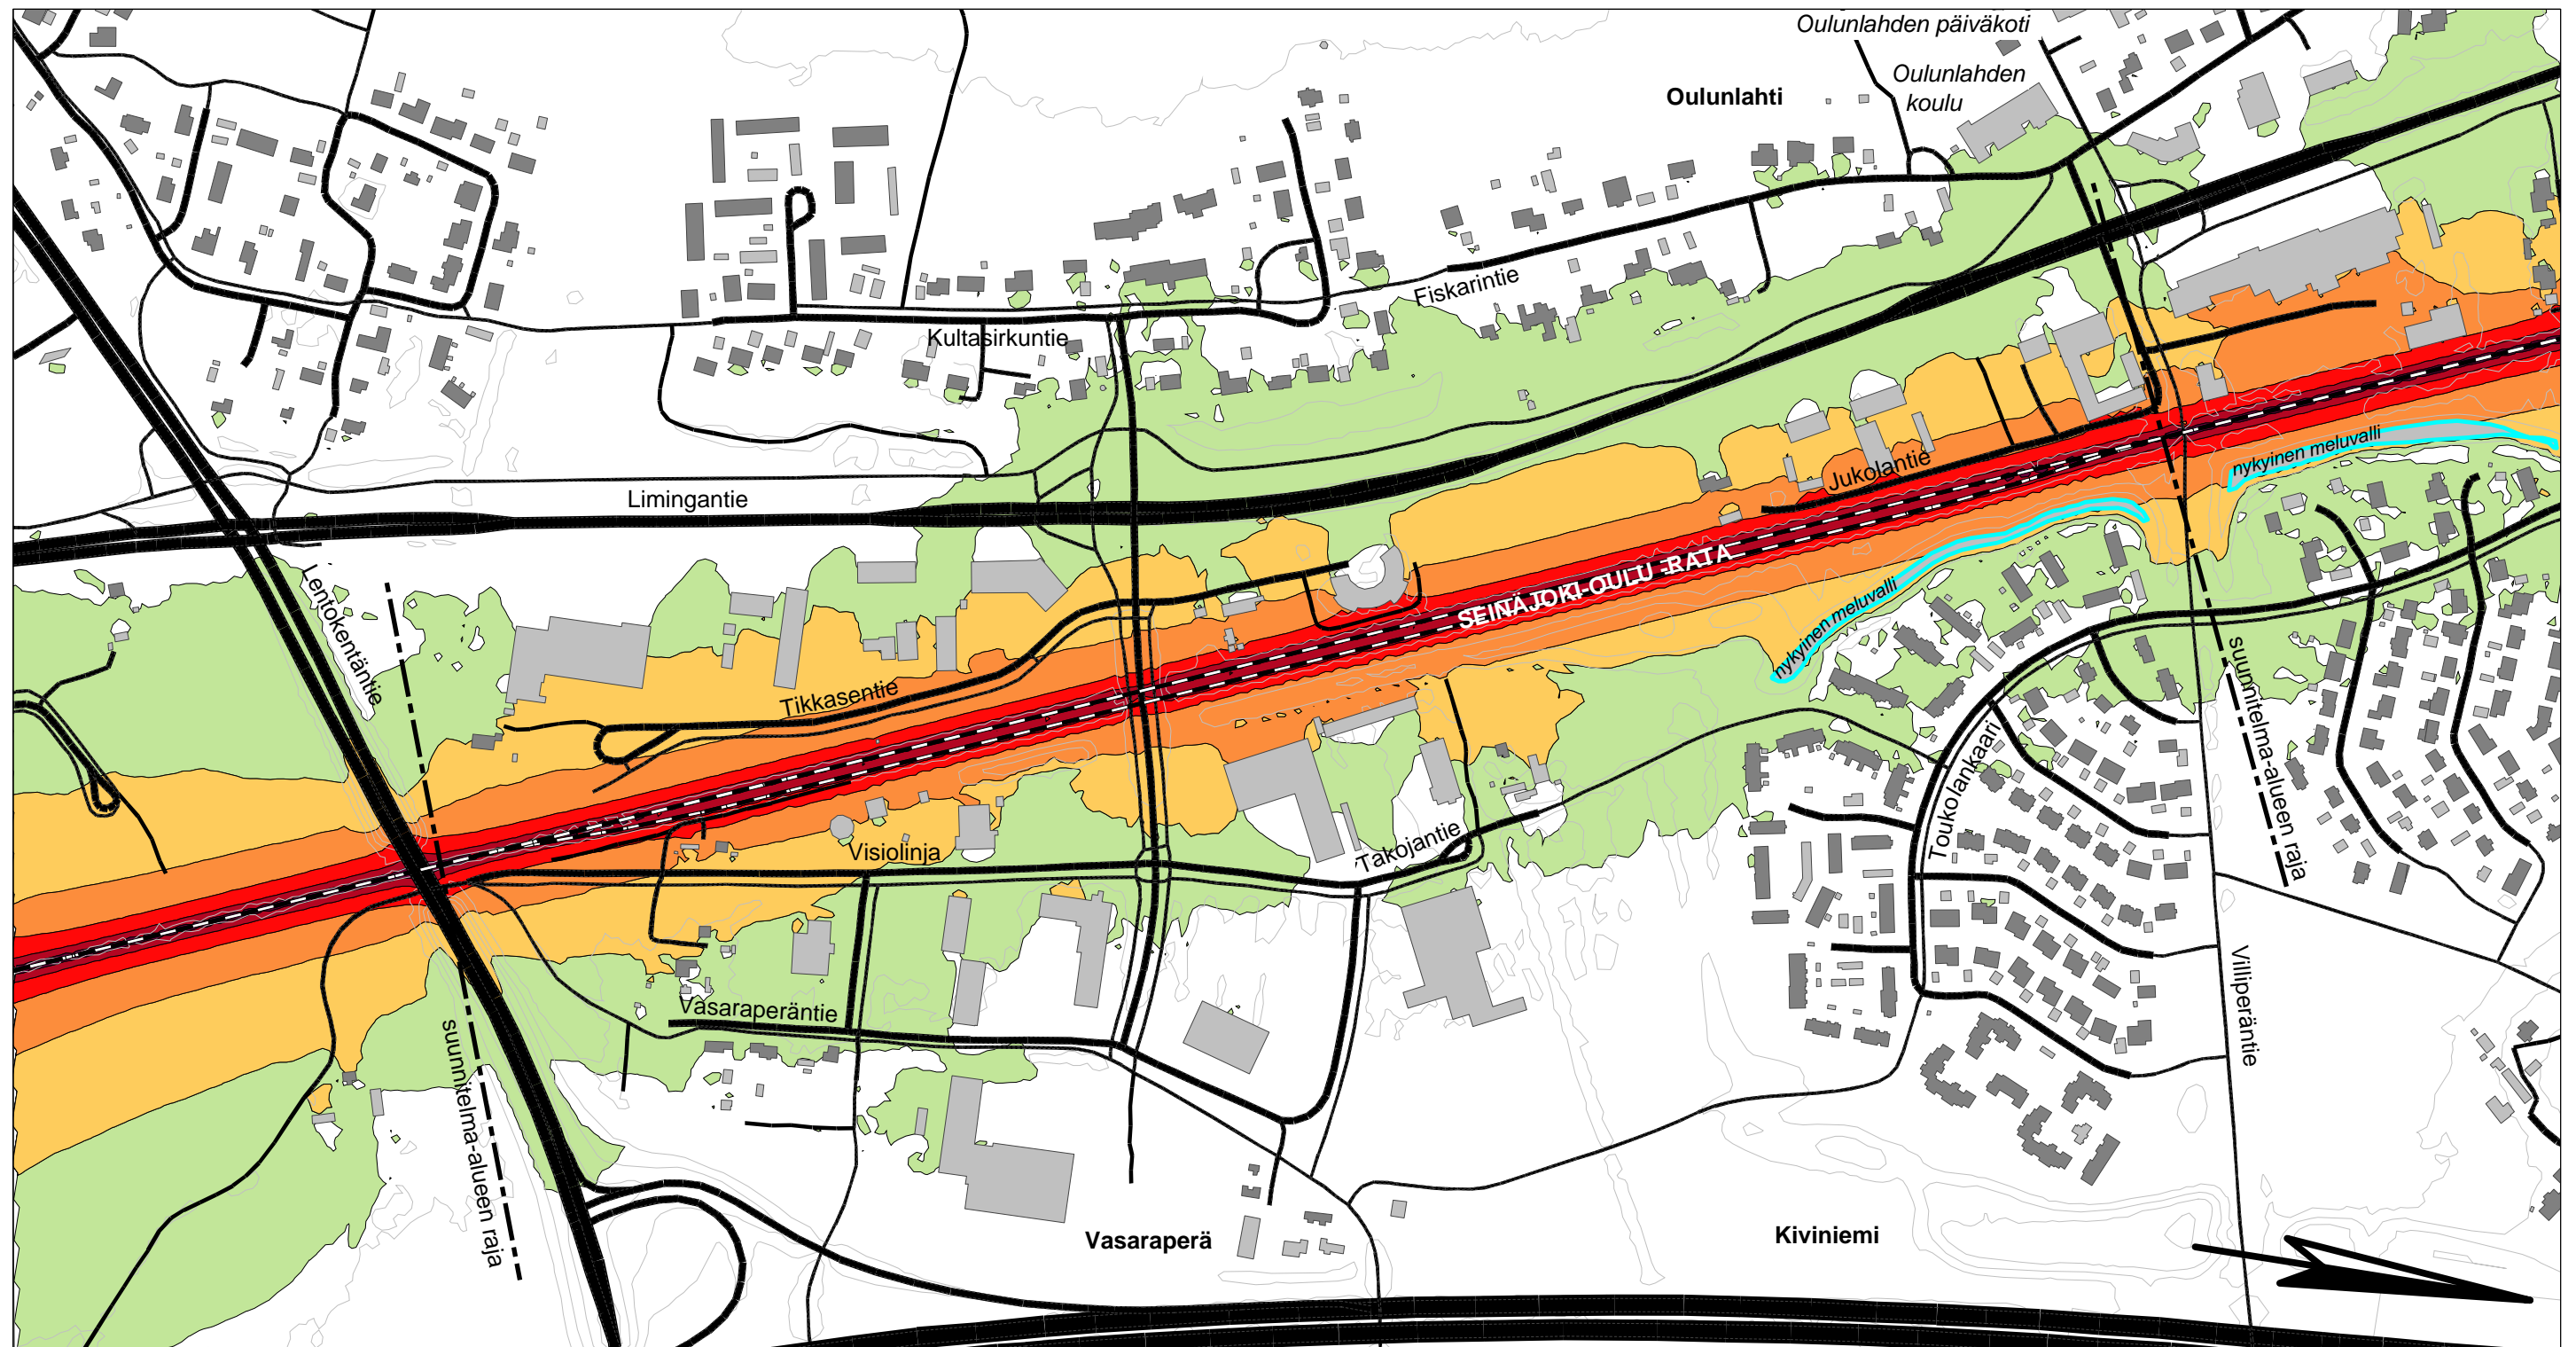 Oulunlahden päiväkoti
Oulunlahden
koulu
Oulunlahti
Fiskarintie
Kultasirkuntie
Limingantie
Jukolantie
nykyinen meluvalli
SEINÄJOKI-OULU -RATA
nykyinen meluvalli
Lentokentäntie
Tikkasentie
suunnitelma-alueen raja
Toukolankaari
Visiolinja
Takojantie
Vasaraperäntie
Viiliperäntie
suunnitelma-alueen raja
Vasaraperä
Kiviniemi